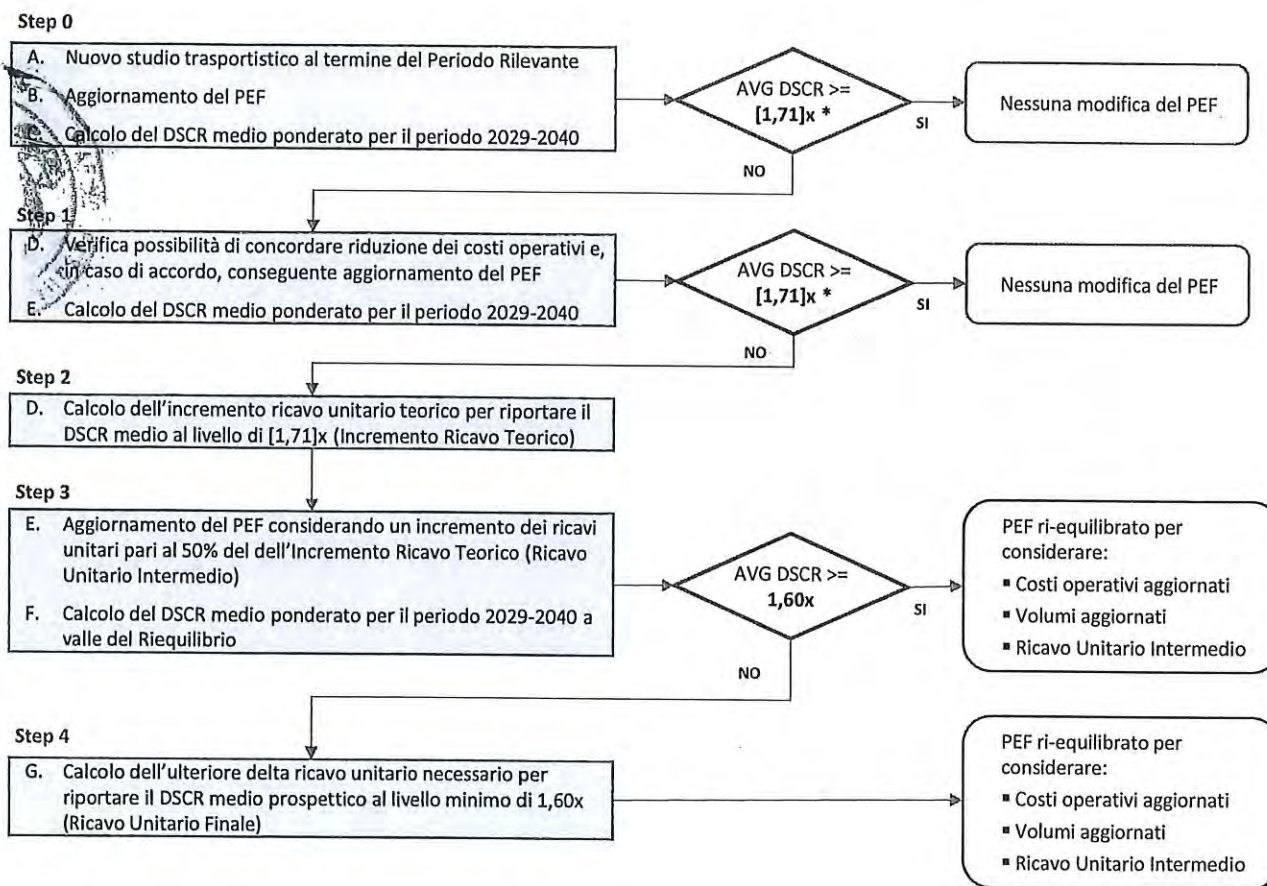 Step 0
A. Nuovo studio trasportistico al termine del Periodo Rilevante
B. Aggiornamento del PEF
C. Calcolo del DSCR medio ponderato per il periodo 2029-2040
AVG DSCR >=
[1,71]x *
SI
NO
Nessuna modifica del PEF
Step 1
D. Verifica possibilità di concordare riduzione dei costi operativi e,
in caso di accordo, conseguente aggiornamento del PEF
E. Calcolo del DSCR medio ponderato per il periodo 2029-2040
AVG DSCR >=
[1,71]x *
SI
NO
Nessuna modifica del PEF
Step 2
D. Calcolo dell'incremento ricavo unitario teorico per riportare il
DSCR medio al livello di [1,71]x (Incremento Ricavo Teorico)
Step 3
E. Aggiornamento del PEF considerando un incremento dei ricavi
unitari pari al 50% del dell'Incremento Ricavo Teorico (Ricavo
Unitario Intermedio)
F. Calcolo del DSCR medio ponderato per il periodo 2029-2040 a
valle del Riequilibrio
AVG DSCR >=
1,60x
SI
NO
PEF ri-equilibrato per
considerare:
▪ Costi operativi aggiornati
▪ Volumi aggiornati
▪ Ricavo Unitario Intermedio
Step 4
G. Calcolo dell'ulteriore delta ricavo unitario necessario per
riportare il DSCR medio prospettico al livello minimo di 1,60x
(Ricavo Unitario Finale)
PEF ri-equilibrato per
considerare:
▪ Costi operativi aggiornati
▪ Volumi aggiornati
▪ Ricavo Unitario Intermedio